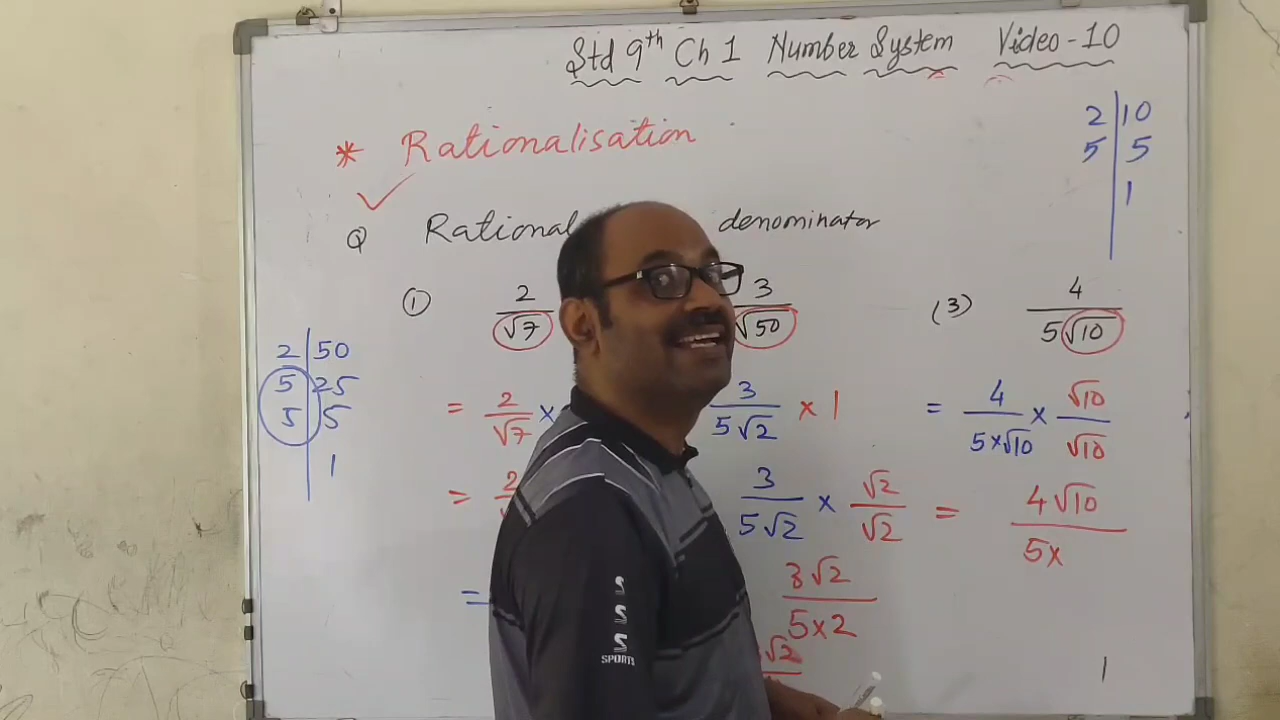 Std 9th Ch 1 Number System Video-10
* Rationalisation
2 | 10
5 | 5
1
Q Rational denominator
① 2/√7
3/√50
(3) 4/5√10
2 | 50
5 | 25
5 | 5
1
= 2/√7 ×
3/5√2 × 1
= 4/5×√10 × √10/√10
= 2
3/5√2 × √2/√2
= 4√10/5×
=
3√2/5×2
√2
S
S
S
SPORTS